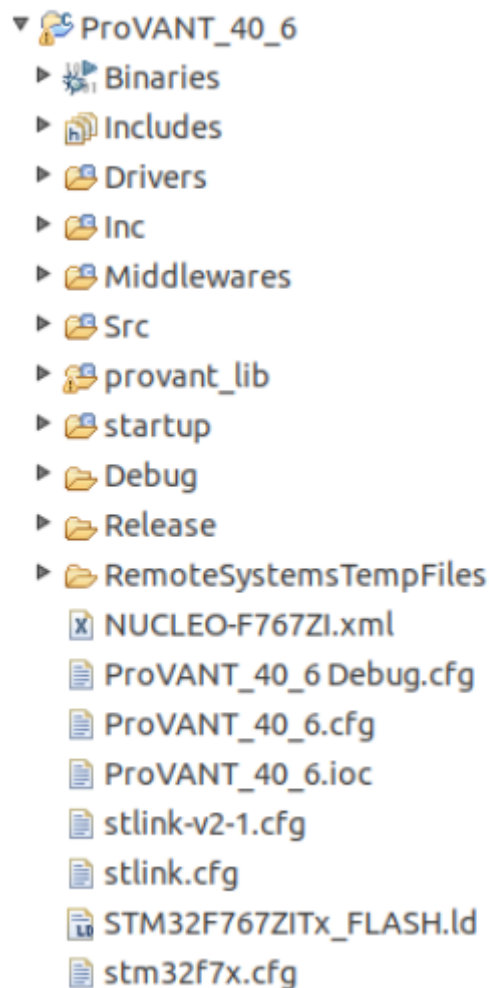 ProVANT_40_6
Binaries
Includes
Drivers
Inc
Middlewares
Src
provant_lib
startup
Debug
Release
RemoteSystemsTempFiles
NUCLEO-F767ZI.xml
ProVANT_40_6 Debug.cfg
ProVANT_40_6.cfg
ProVANT_40_6.ioc
stlink-v2-1.cfg
stlink.cfg
STM32F767ZITx_FLASH.ld
stm32f7x.cfg